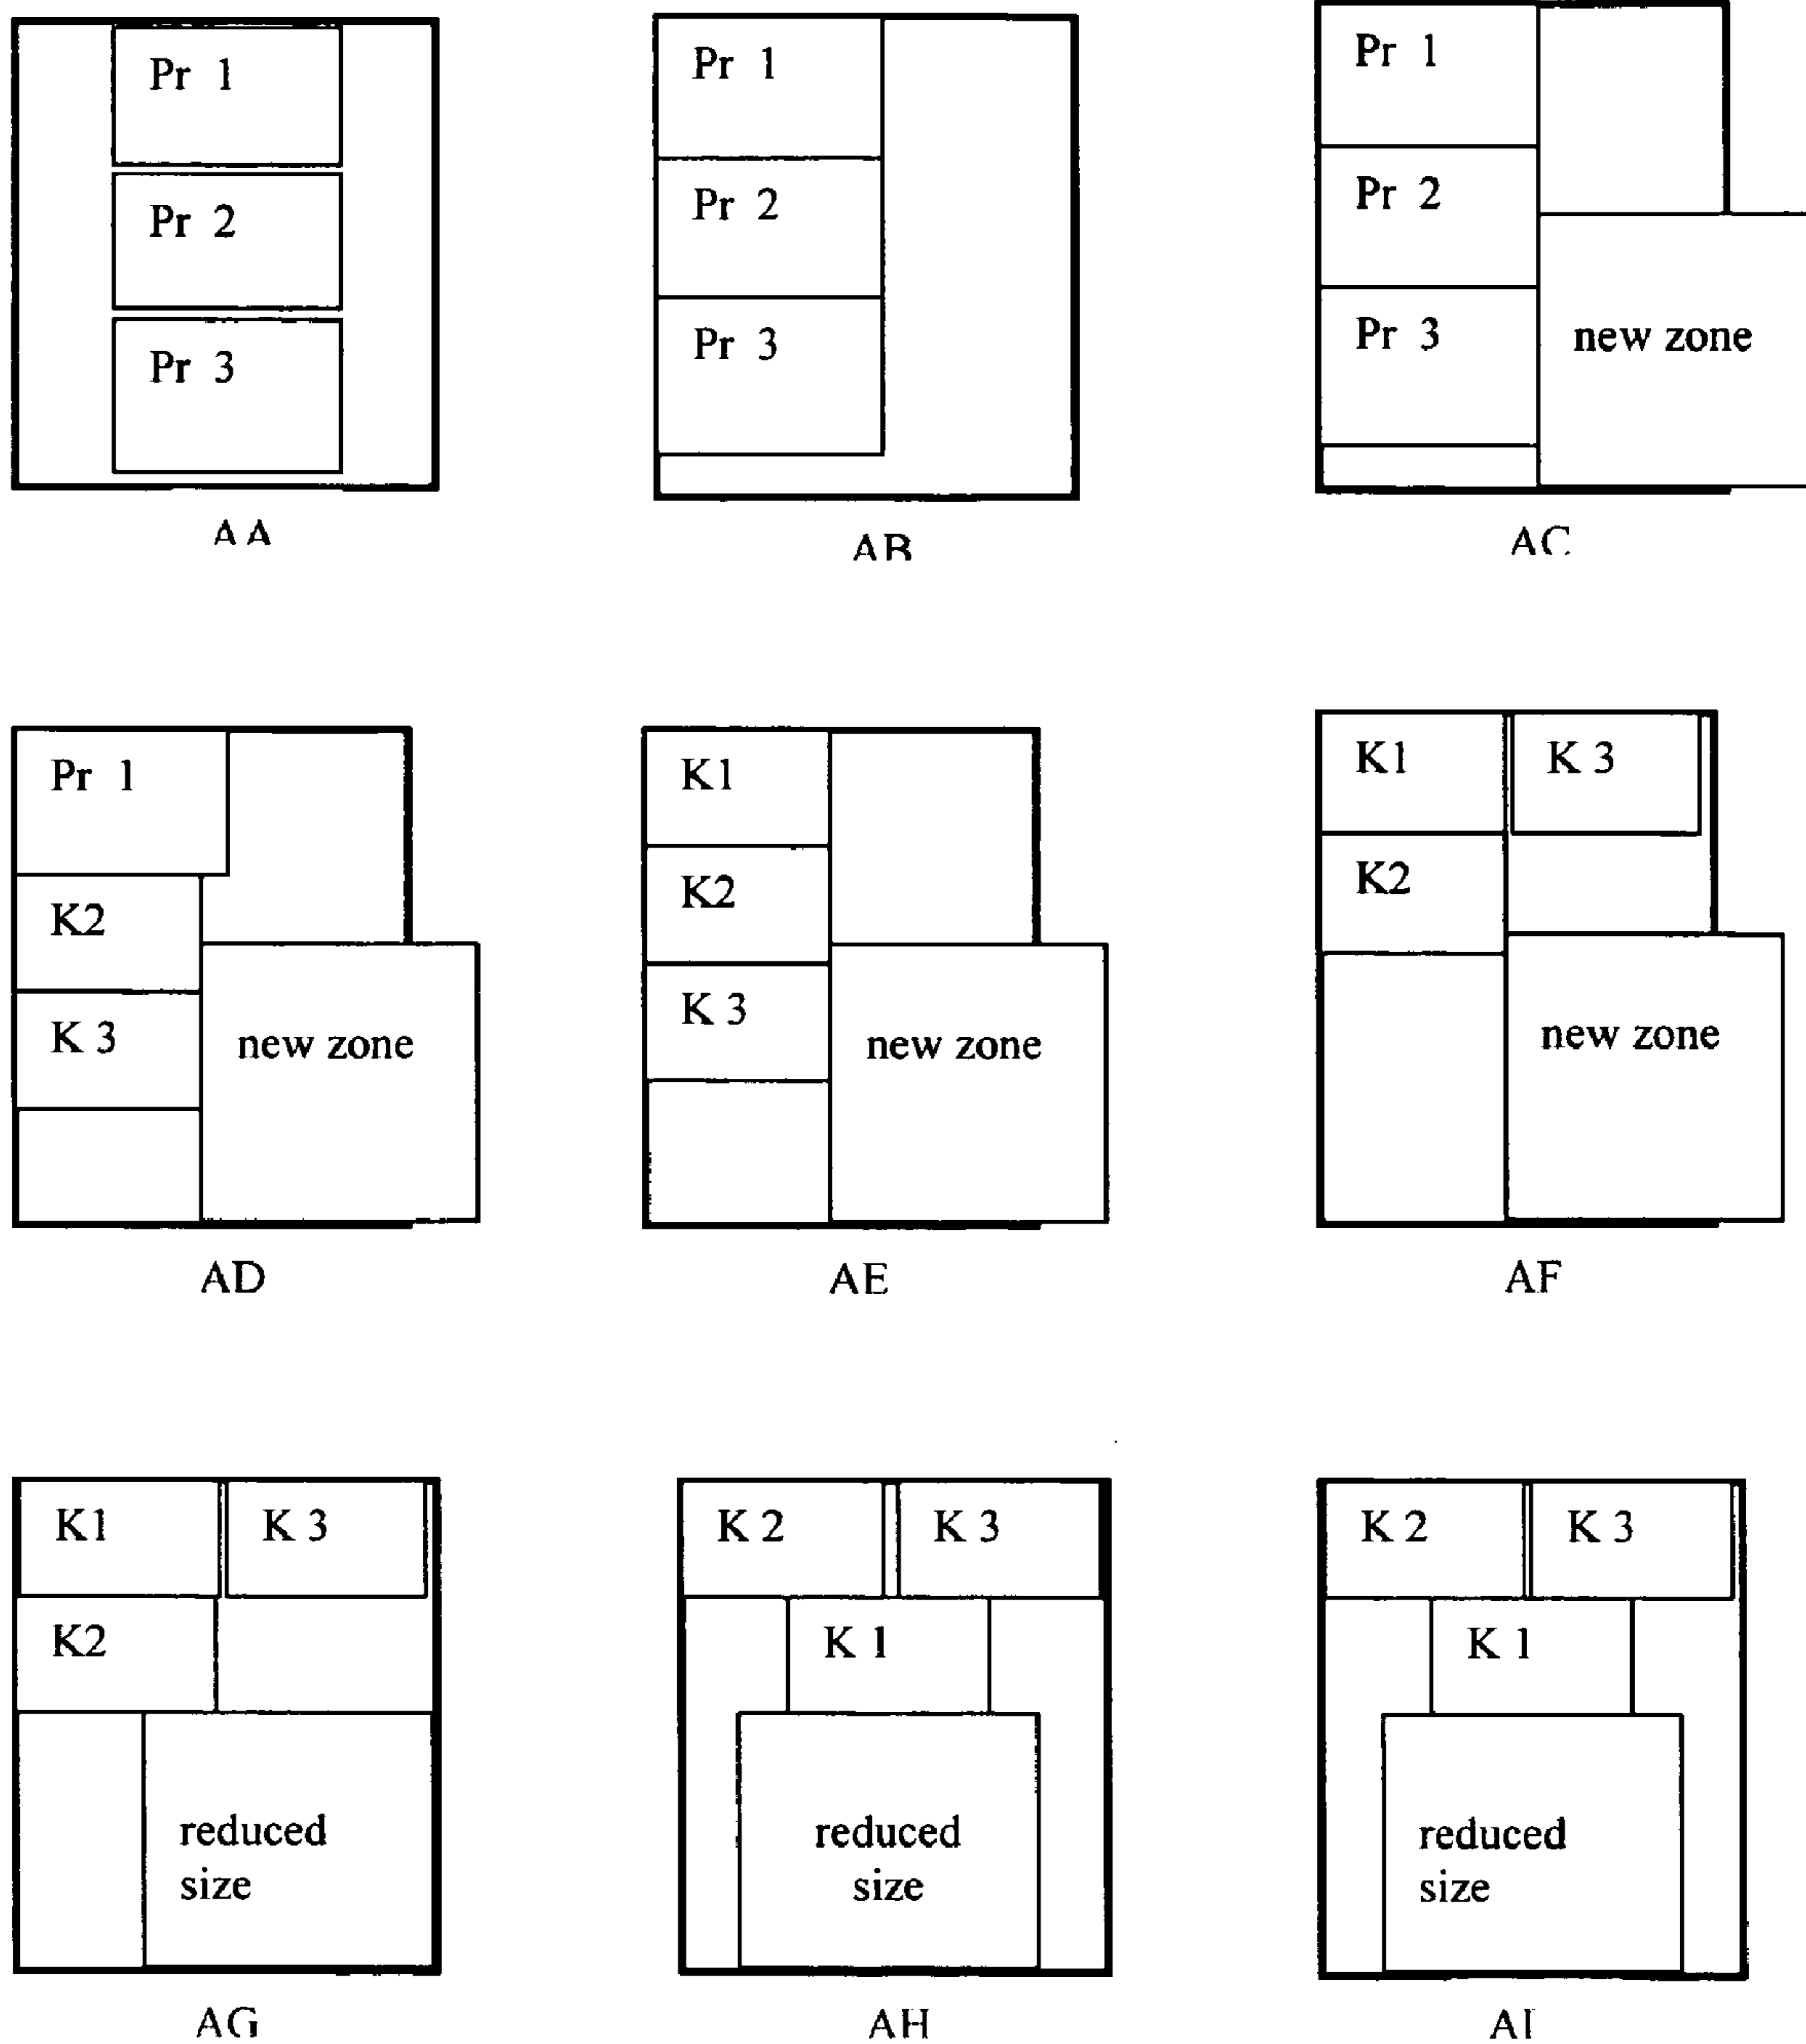 Pr 1
Pr 2
Pr 3
AA
Pr 1
Pr 2
Pr 3
AB
Pr 1
Pr 2
Pr 3
new zone
AC
Pr 1
K2
K 3
new zone
AD
K1
K2
K 3
new zone
AE
K1
K 3
K2
new zone
AF
K1
K 3
K2
reduced
size
AG
K 2
K 3
K 1
reduced
size
AH
K 2
K 3
K 1
reduced
size
AI